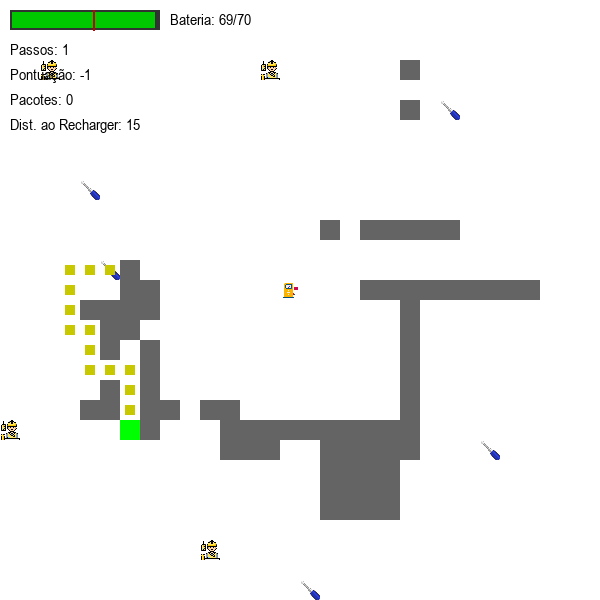 Bateria: 69/70
Passos: 1
Pontuação: -1
Pacotes: 0
Dist. ao Recharger: 15